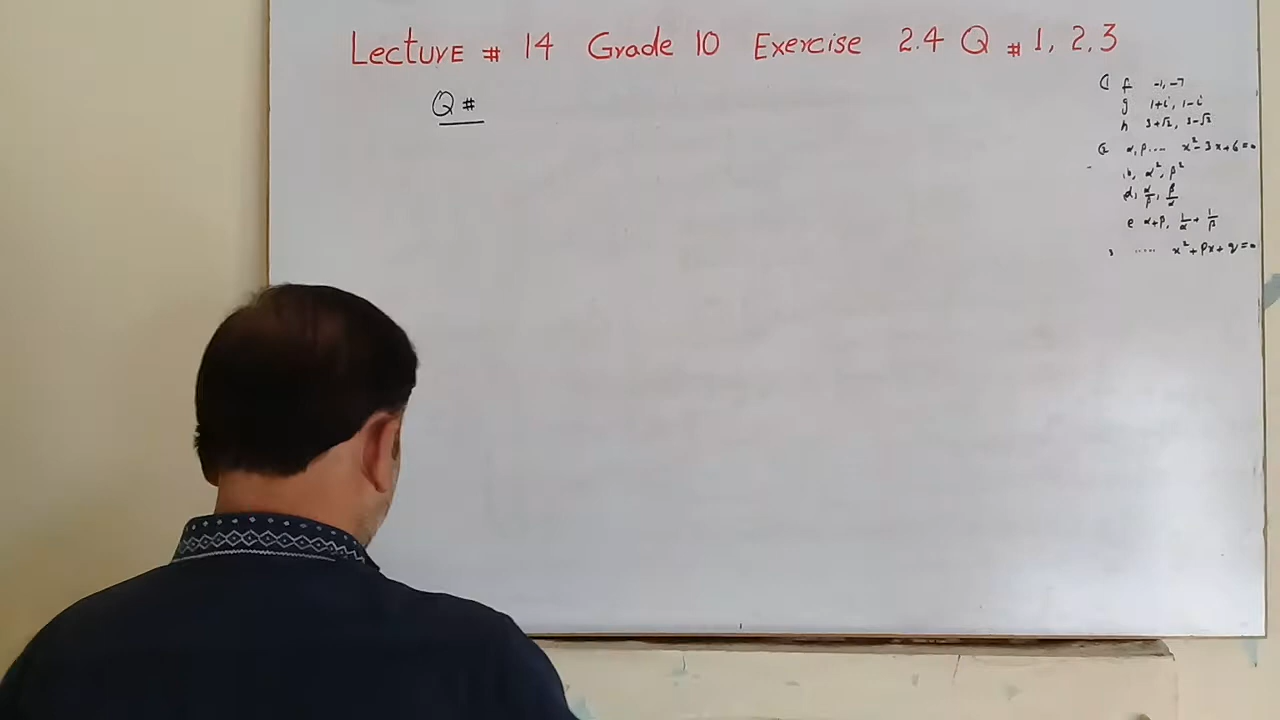 Lecture # 14 Grade 10 Exercise 2.4 Q # 1, 2, 3
Q #
f -1, -7
g 1+i, 1-i
h 3+√2, 3-√2
α, β .... x²-3x+6=0
b, α², β²
d, α/β, β/α
e α+β, 1/α + 1/β
3 ..... x²+px+q=0